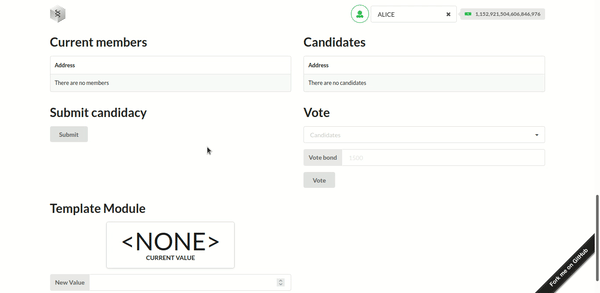 ALICE
1,152,921,504,606,846,976
Current members
Candidates
Address
Address
There are no members
There are no candidates
Submit candidacy
Vote
Submit
Candidates
Vote bond
Vote
Template Module
<NONE>
CURRENT VALUE
New Value
Fork me on GitHub